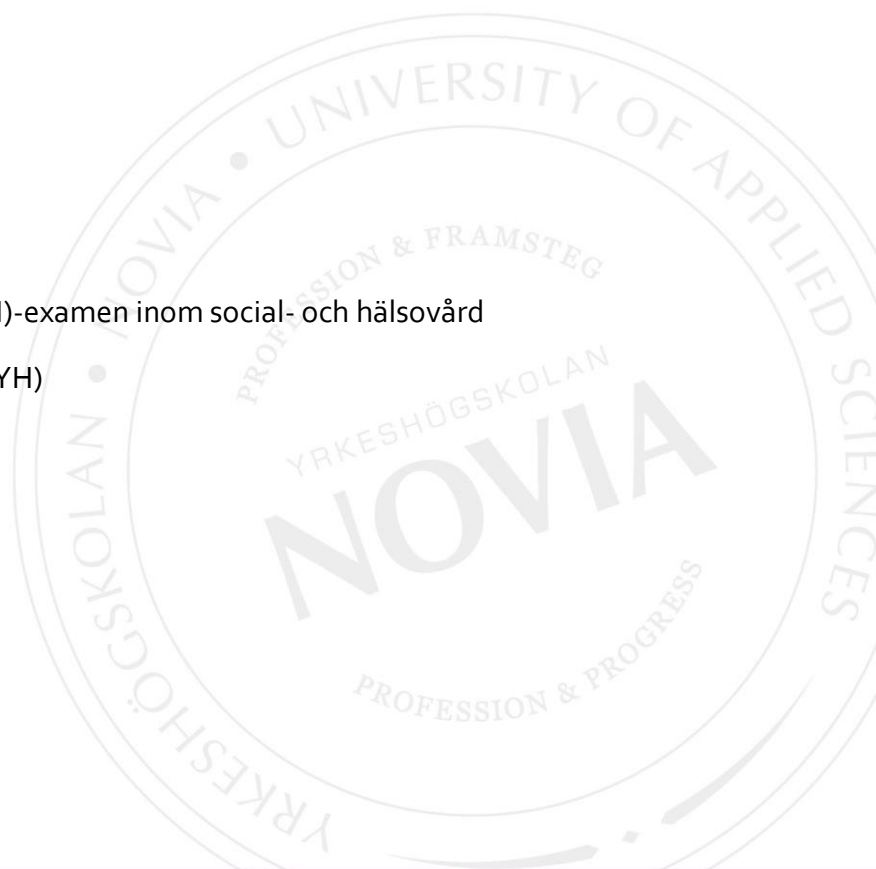 )-examen inom social- och hälsovård
YH)
YRKESHÖGSKOLAN • NOVIA • UNIVERSITY OF APPLIED SCIENCES
PROFESSION & FRAMSTEG
YRKESHÖGSKOLAN
NOVIA
PROFESSION & PROGRESS